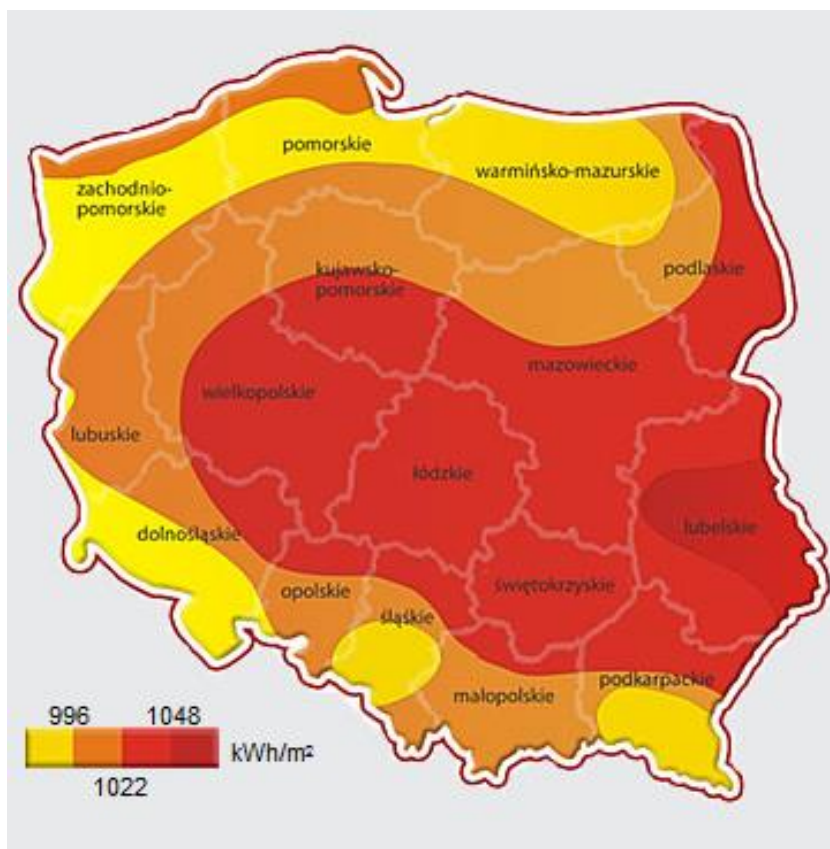 pomorskie
warmińsko-mazurskie
zachodnio-
pomorskie
kujawsko-
pomorskie
podlaskie
mazowieckie
wielkopolskie
lubuskie
łódzkie
lubelskie
dolnośląskie
opolskie
świętokrzyskie
śląśkie
małopolskie
podkarpackie
996
1048
kWh/m²
1022